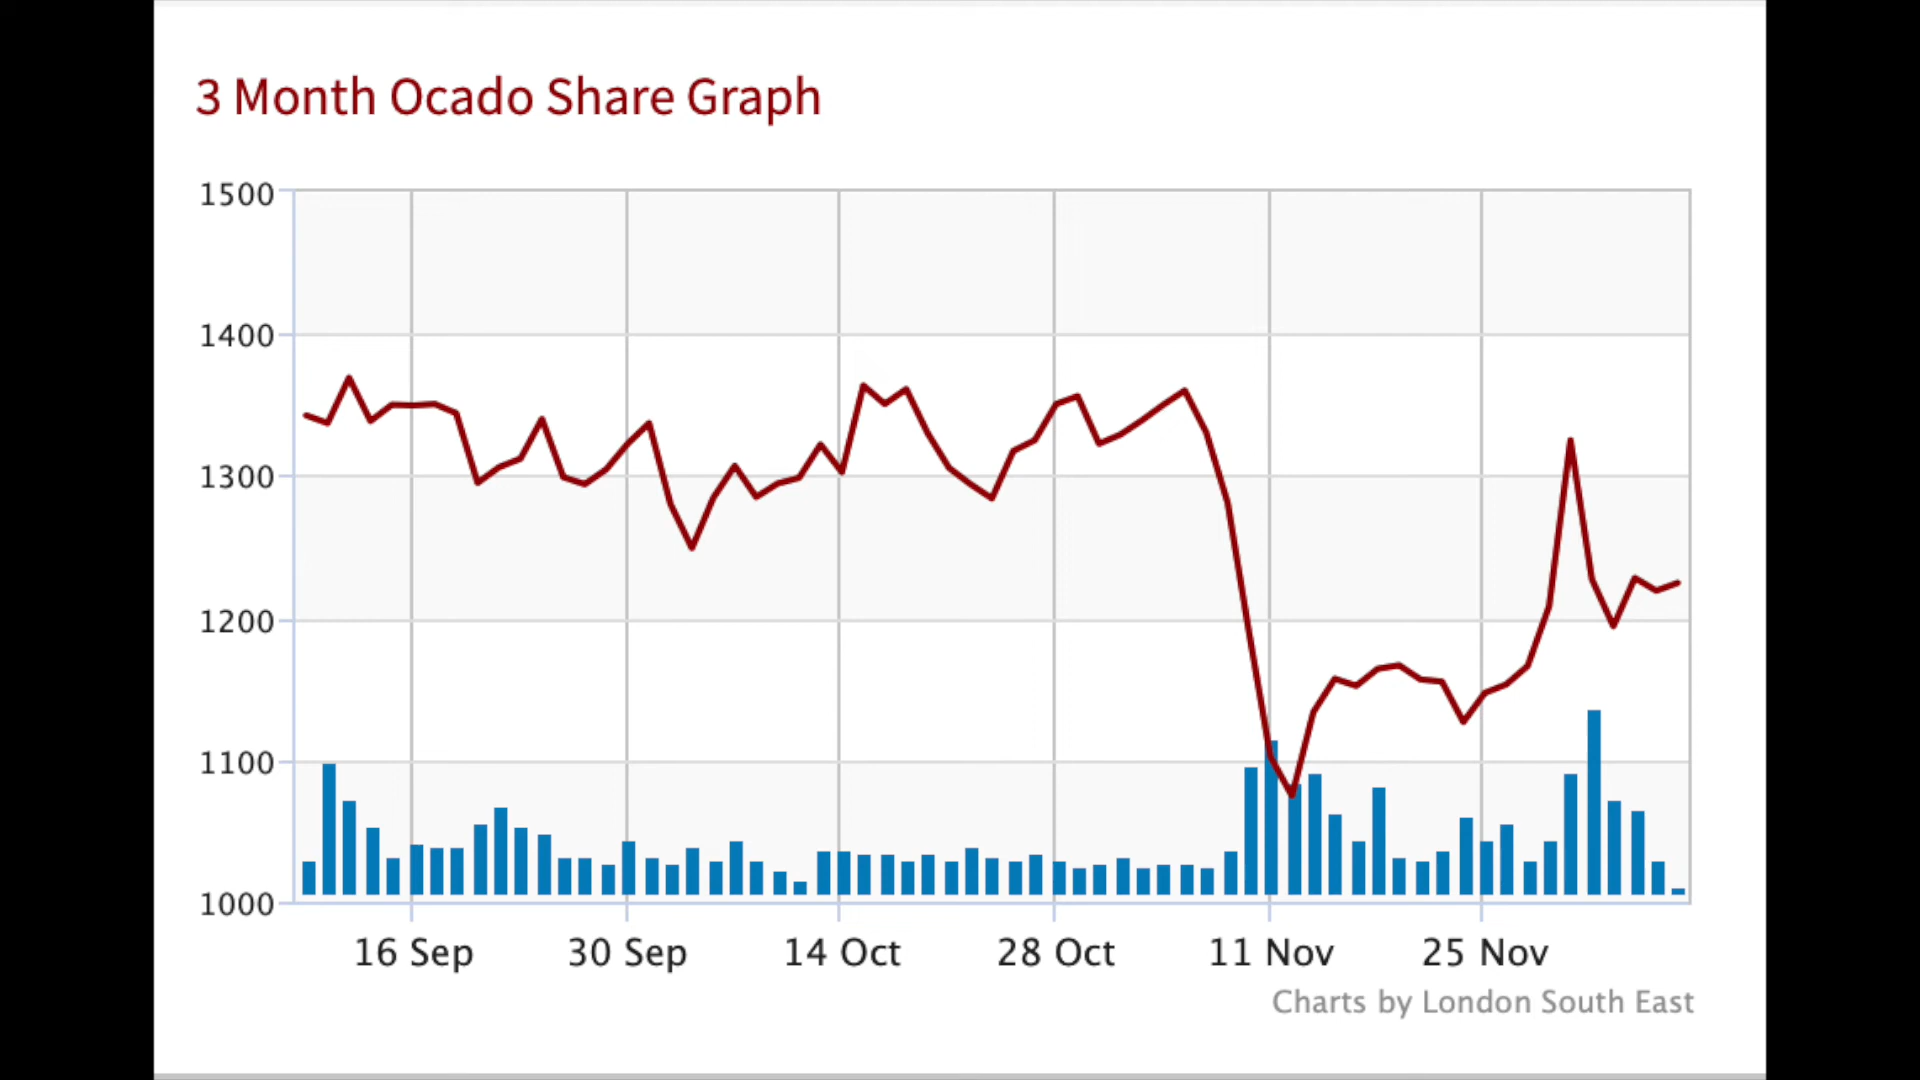 3 Month Ocado Share Graph
1500
1400
1300
1200
1100
1000
16 Sep 30 Sep 14 Oct 28 Oct 11 Nov 25 Nov
Charts by London South East